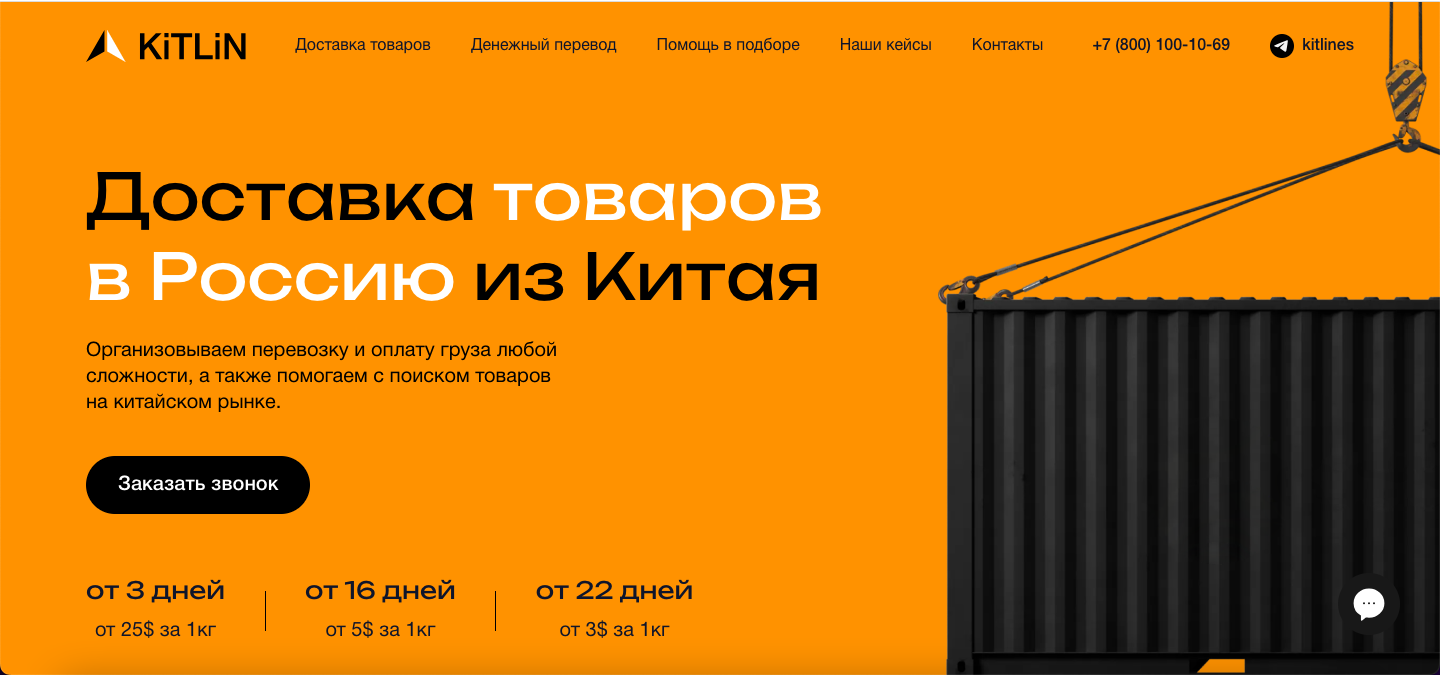 KiTLiN
Доставка товаров
Денежный перевод
Помощь в подборе
Наши кейсы
Контакты
+7 (800) 100-10-69
kitlines
Доставка товаров
в Россию из Китая
Организовываем перевозку и оплату груза любой
сложности, а также помогаем с поиском товаров
на китайском рынке.
Заказать звонок
от 3 дней
от 25$ за 1кг
от 16 дней
от 5$ за 1кг
от 22 дней
от 3$ за 1кг